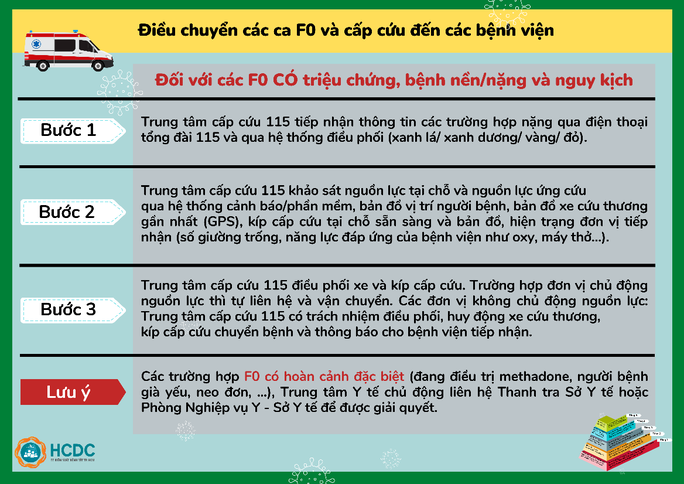 Điều chuyển các ca F0 và cấp cứu đến các bệnh viện
Đối với các F0 CÓ triệu chứng, bệnh nền/nặng và nguy kịch
Bước 1
Trung tâm cấp cứu 115 tiếp nhận thông tin các trường hợp nặng qua điện thoại
tổng đài 115 và qua hệ thống điều phối (xanh lá/ xanh dương/ vàng/ đỏ).
Bước 2
Trung tâm cấp cứu 115 khảo sát nguồn lực tại chỗ và nguồn lực ứng cứu
qua hệ thống cảnh báo/phần mềm, bản đồ vị trí người bệnh, bản đồ xe cứu thương
gần nhất (GPS), kíp cấp cứu tại chỗ sẵn sàng và bản đồ, hiện trạng đơn vị tiếp
nhận (số giường trống, năng lực đáp ứng của bệnh viện như oxy, máy thở...).
Bước 3
Trung tâm cấp cứu 115 điều phối xe và kíp cấp cứu. Trường hợp đơn vị chủ động
nguồn lực thì tự liên hệ và vận chuyển. Các đơn vị không chủ động nguồn lực:
Trung tâm cấp cứu 115 có trách nhiệm điều phối, huy động xe cứu thương,
kíp cấp cứu chuyển bệnh và thông báo cho bệnh viện tiếp nhận.
Lưu ý
Các trường hợp F0 có hoàn cảnh đặc biệt (đang điều trị methadone, người bệnh
già yếu, neo đơn, ...), Trung tâm Y tế chủ động liên hệ Thanh tra Sở Y tế hoặc
Phòng Nghiệp vụ Y - Sở Y tế để được giải quyết.
HCDC